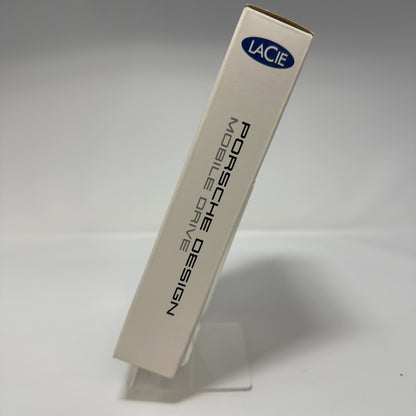 LACIE
PORSCHE DESIGN
MOBILE DRIVE